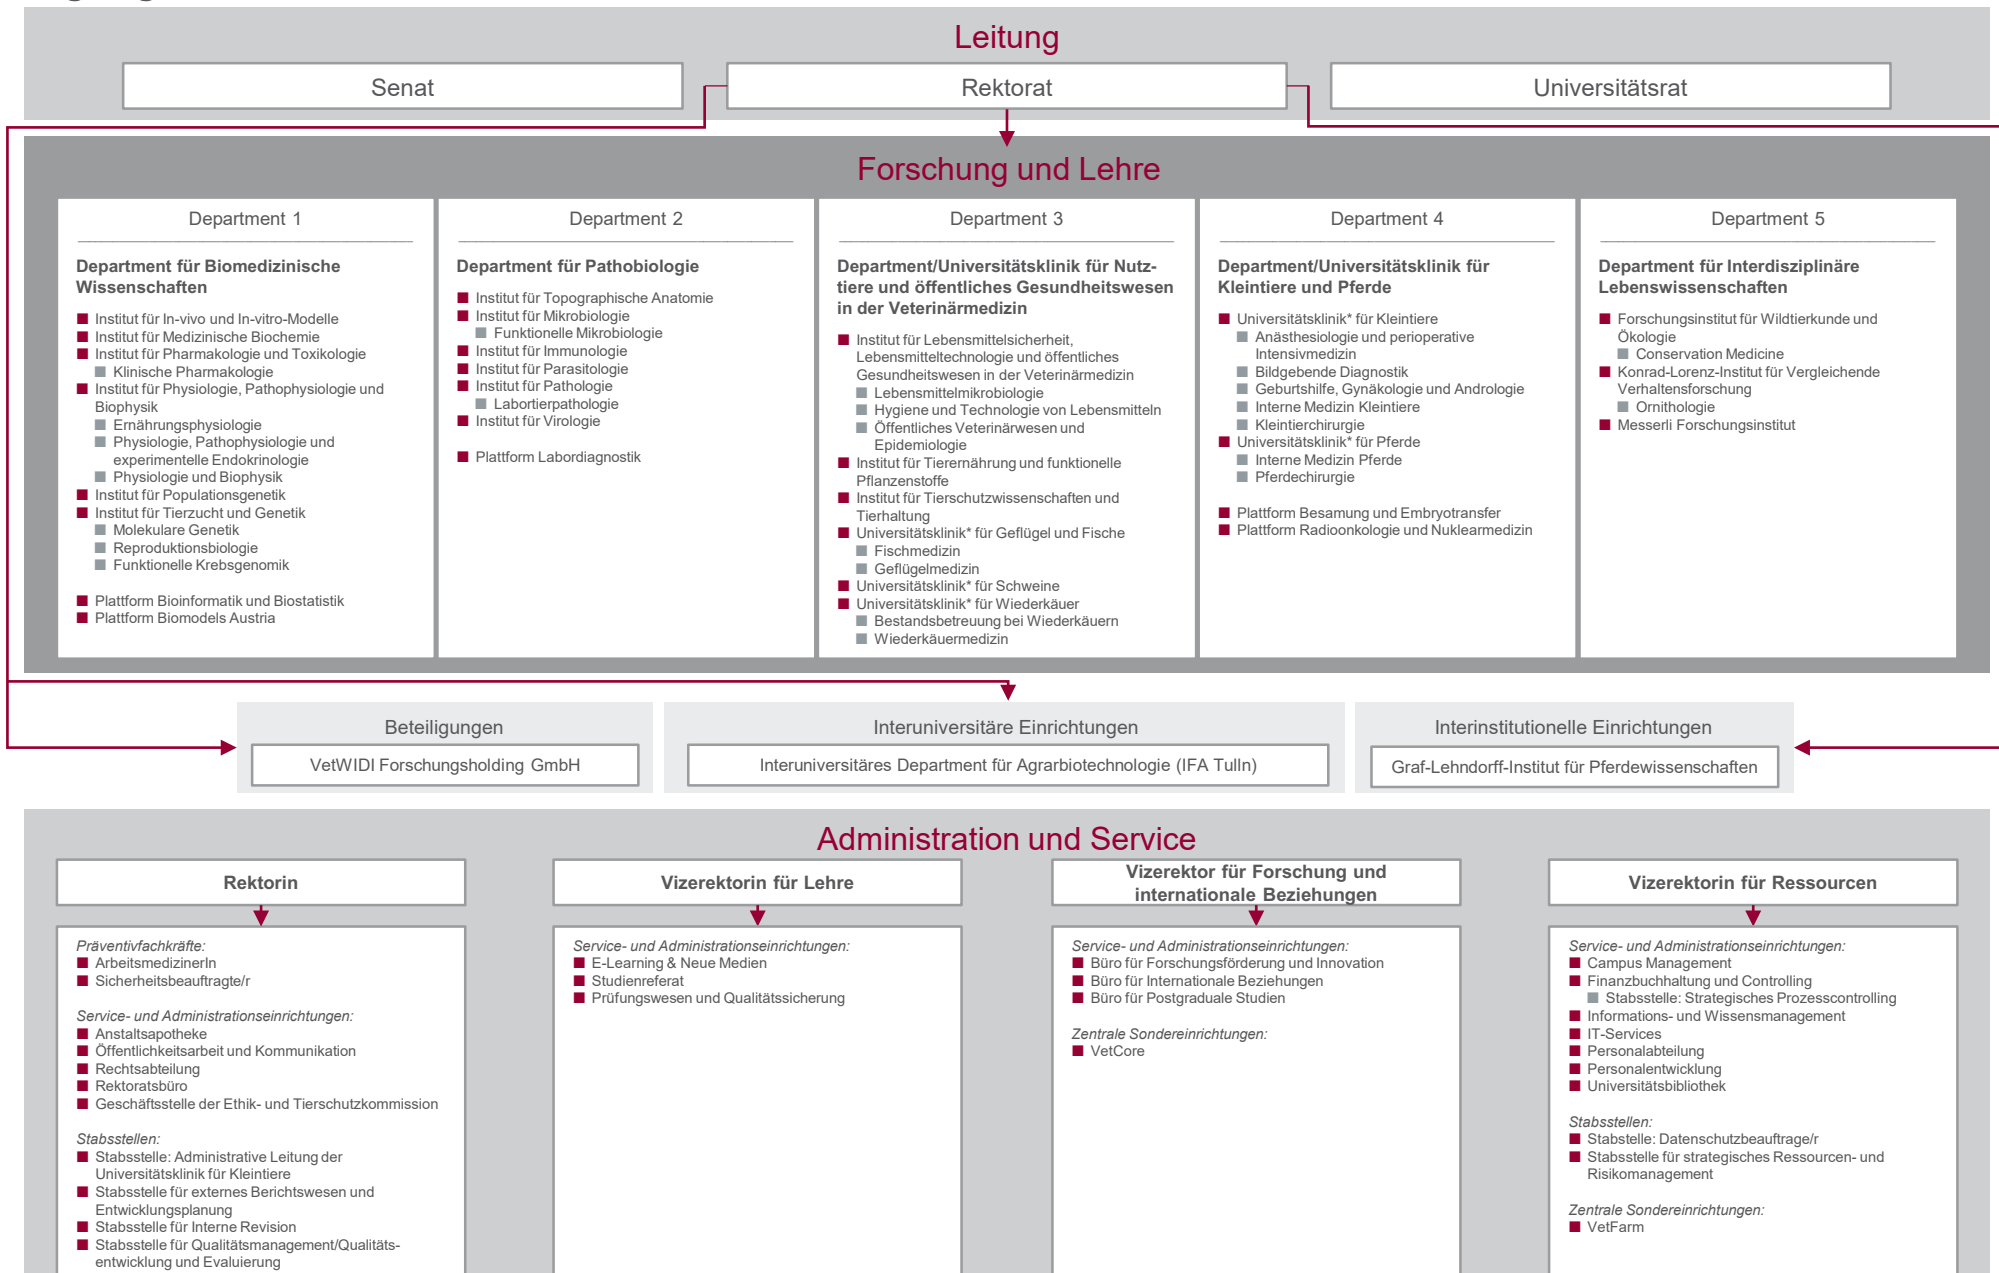 Leitung
Senat
Rektorat
Universitätsrat
Forschung und Lehre
Department 1
Department für Biomedizinische
Wissenschaften
Institut für In-vivo und In-vitro-Modelle
Institut für Medizinische Biochemie
Institut für Pharmakologie und Toxikologie
Klinische Pharmakologie
Institut für Physiologie, Pathophysiologie und
Biophysik
Ernährungsphysiologie
Physiologie, Pathophysiologie und
experimentelle Endokrinologie
Physiologie und Biophysik
Institut für Populationsgenetik
Institut für Tierzucht und Genetik
Molekulare Genetik
Reproduktionsbiologie
Funktionelle Krebsgenomik
Plattform Bioinformatik und Biostatistik
Plattform Biomodels Austria
Department 2
Department für Pathobiologie
Institut für Topographische Anatomie
Institut für Mikrobiologie
Funktionelle Mikrobiologie
Institut für Immunologie
Institut für Parasitologie
Institut für Pathologie
Labortierpathologie
Institut für Virologie
Plattform Labordiagnostik
Department 3
Department/Universitätsklinik für Nutz-
tiere und öffentliches Gesundheitswesen
in der Veterinärmedizin
Institut für Lebensmittelsicherheit,
Lebensmitteltechnologie und öffentliches
Gesundheitswesen in der Veterinärmedizin
Lebensmittelmikrobiologie
Hygiene und Technologie von Lebensmitteln
Öffentliches Veterinärwesen und
Epidemiologie
Institut für Tierernährung und funktionelle
Pflanzenstoffe
Institut für Tierschutzwissenschaften und
Tierhaltung
Universitätsklinik* für Geflügel und Fische
Fischmedizin
Geflügelmedizin
Universitätsklinik* für Schweine
Universitätsklinik* für Wiederkäuer
Bestandsbetreuung bei Wiederkäuern
Wiederkäuermedizin
Department 4
Department/Universitätsklinik für
Kleintiere und Pferde
Universitätsklinik* für Kleintiere
Anästhesiologie und perioperative
Intensivmedizin
Bildgebende Diagnostik
Geburtshilfe, Gynäkologie und Andrologie
Interne Medizin Kleintiere
Kleintierchirurgie
Universitätsklinik* für Pferde
Interne Medizin Pferde
Pferdechirurgie
Plattform Besamung und Embryotransfer
Plattform Radioonkologie und Nuklearmedizin
Department 5
Department für Interdisziplinäre
Lebenswissenschaften
Forschungsinstitut für Wildtierkunde und
Ökologie
Conservation Medicine
Konrad-Lorenz-Institut für Vergleichende
Verhaltensforschung
Ornithologie
Messerli Forschungsinstitut
Beteiligungen
VetWIDI Forschungsholding GmbH
Interuniversitäre Einrichtungen
Interuniversitäres Department für Agrarbiotechnologie (IFA Tulln)
Interinstitutionelle Einrichtungen
Graf-Lehndorff-Institut für Pferdewissenschaften
Administration und Service
Rektorin
Präventivfachkräfte:
ArbeitsmedizinerIn
Sicherheitsbeauftragte/r
Service- und Administrationseinrichtungen:
Anstaltsapotheke
Öffentlichkeitsarbeit und Kommunikation
Rechtsabteilung
Rektoratsbüro
Geschäftsstelle der Ethik- und Tierschutzkommission
Stabsstellen:
Stabsstelle: Administrative Leitung der
Universitätsklinik für Kleintiere
Stabsstelle für externes Berichtswesen und
Entwicklungsplanung
Stabsstelle für Interne Revision
Stabsstelle für Qualitätsmanagement/Qualitäts-
entwicklung und Evaluierung
Vizerektorin für Lehre
Service- und Administrationseinrichtungen:
E-Learning & Neue Medien
Studienreferat
Prüfungswesen und Qualitätssicherung
Vizerektor für Forschung und
internationale Beziehungen
Service- und Administrationseinrichtungen:
Büro für Forschungsförderung und Innovation
Büro für Internationale Beziehungen
Büro für Postgraduale Studien
Zentrale Sondereinrichtungen:
VetCore
Vizerektorin für Ressourcen
Service- und Administrationseinrichtungen:
Campus Management
Finanzbuchhaltung und Controlling
Stabsstelle: Strategisches Prozesscontrolling
Informations- und Wissensmanagement
IT-Services
Personalabteilung
Personalentwicklung
Universitätsbibliothek
Stabsstellen:
Stabstelle: Datenschutzbeauftrage/r
Stabsstelle für strategisches Ressourcen- und
Risikomanagement
Zentrale Sondereinrichtungen:
VetFarm